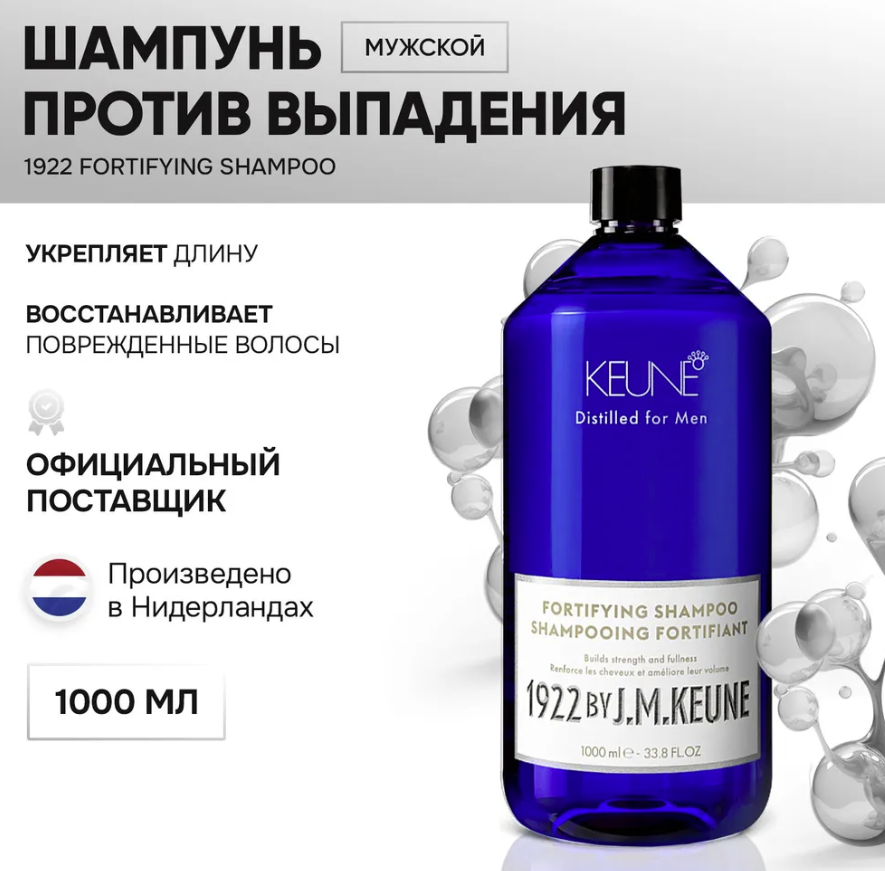 ШАМПУНЬ МУЖСКОЙ
ПРОТИВ ВЫПАДЕНИЯ
1922 FORTIFYING SHAMPOO
УКРЕПЛЯЕТ ДЛИНУ
ВОССТАНАВЛИВАЕТ
ПОВРЕЖДЕННЫЕ ВОЛОСЫ
ОФИЦИАЛЬНЫЙ
ПОСТАВЩИК
Произведено
в Нидерландах
1000 МЛ
KEUNE
Distilled for Men
FORTIFYING SHAMPOO
SHAMPOOING FORTIFIANT
Builds strength and fullness
Renforce les cheveux et améliore leur volume
1922 BY J.M.KEUNE
1000 ml ℮ - 33.8 FL.OZ